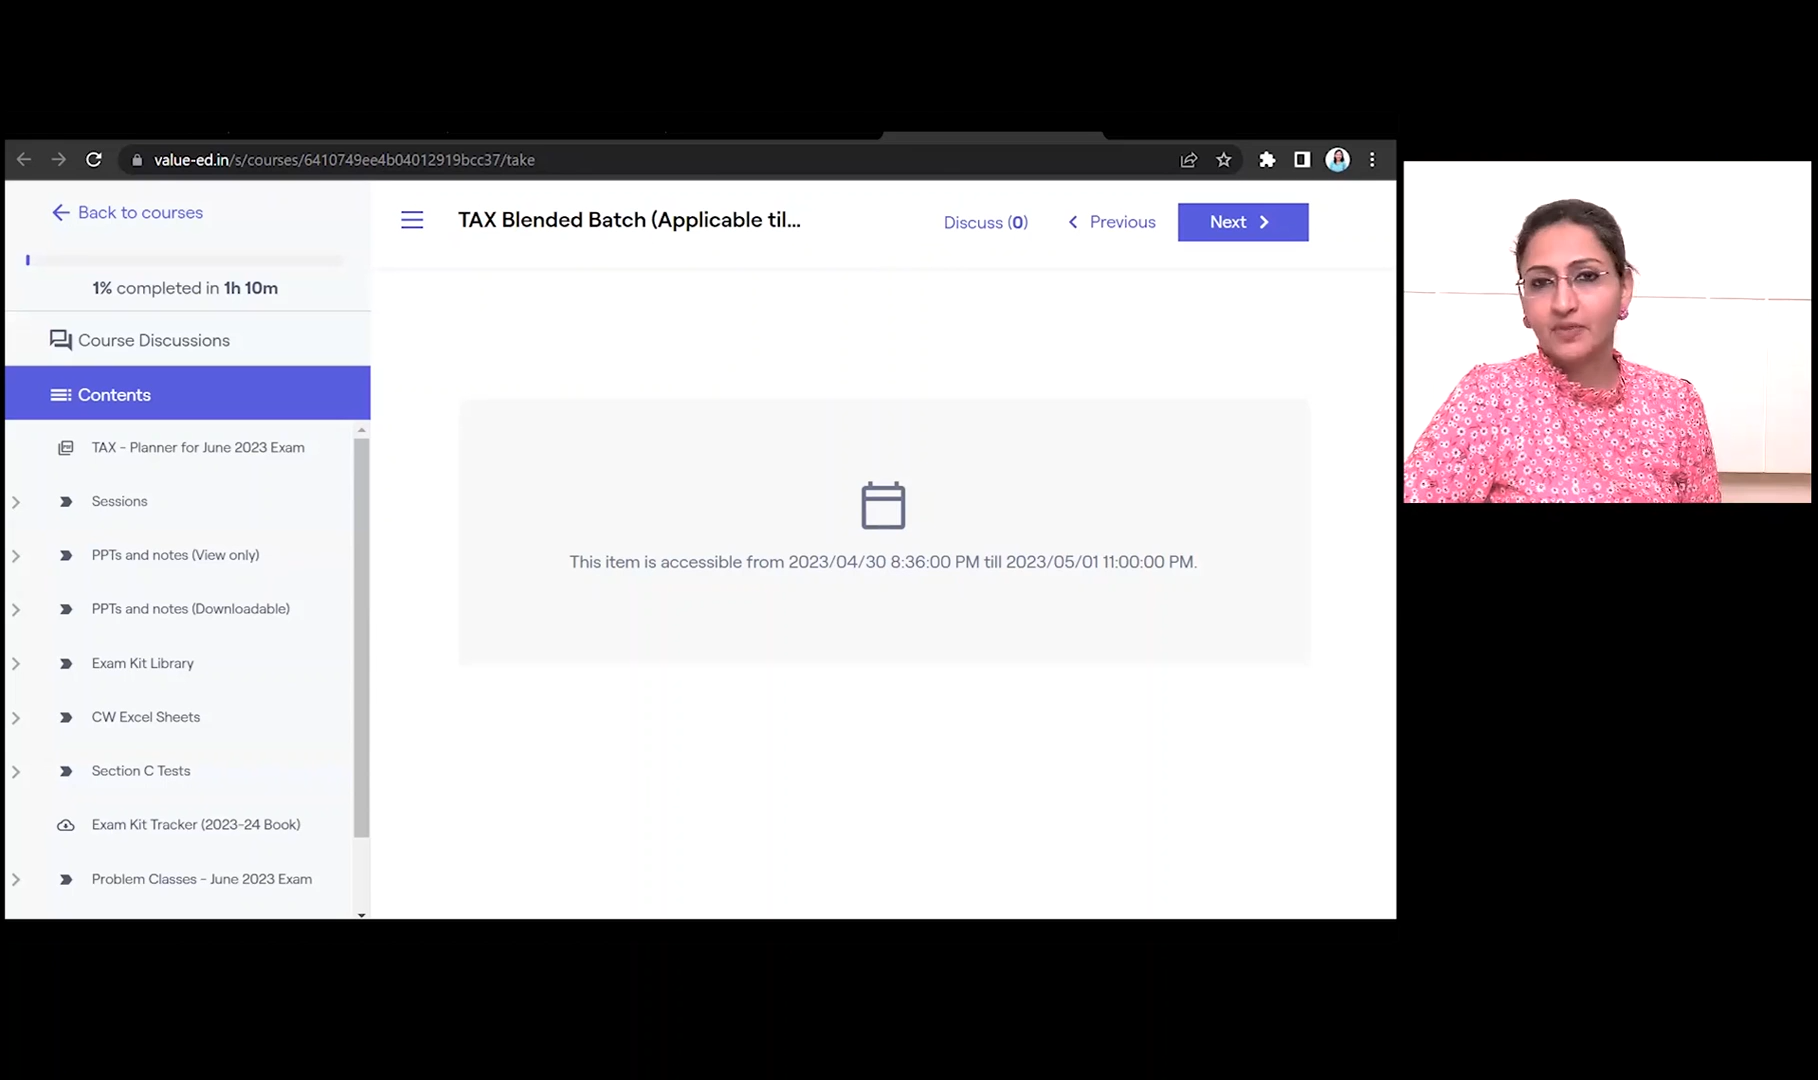 value-ed.in/s/courses/6410749ee4b04012919bcc37/take
Back to courses
1% completed in 1h 10m
Course Discussions
Contents
TAX - Planner for June 2023 Exam
Sessions
PPTs and notes (View only)
PPTs and notes (Downloadable)
Exam Kit Library
CW Excel Sheets
Section C Tests
Exam Kit Tracker (2023-24 Book)
Problem Classes - June 2023 Exam
TAX Blended Batch (Applicable til...
Discuss (0)
Previous
Next
This item is accessible from 2023/04/30 8:36:00 PM till 2023/05/01 11:00:00 PM.